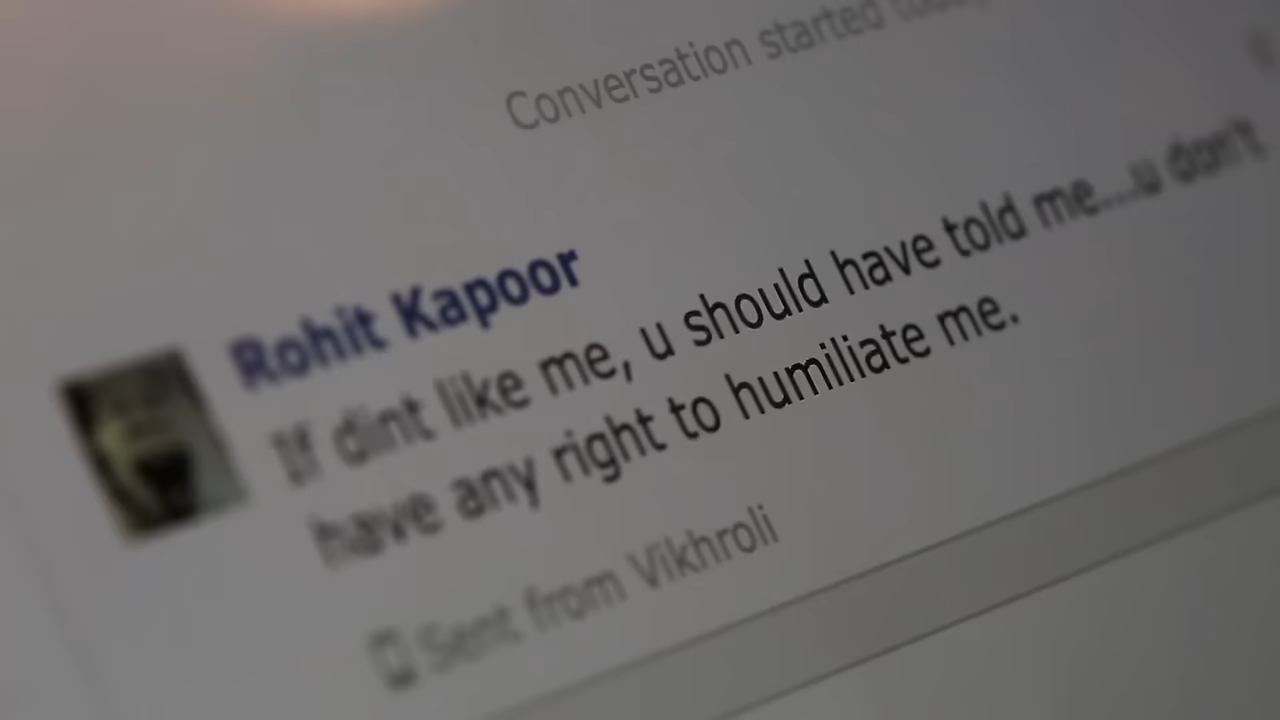 Conversation started today
Rohit Kapoor
If dint like me, u should have told me...u don't
have any right to humiliate me.
Sent from Vikhroli